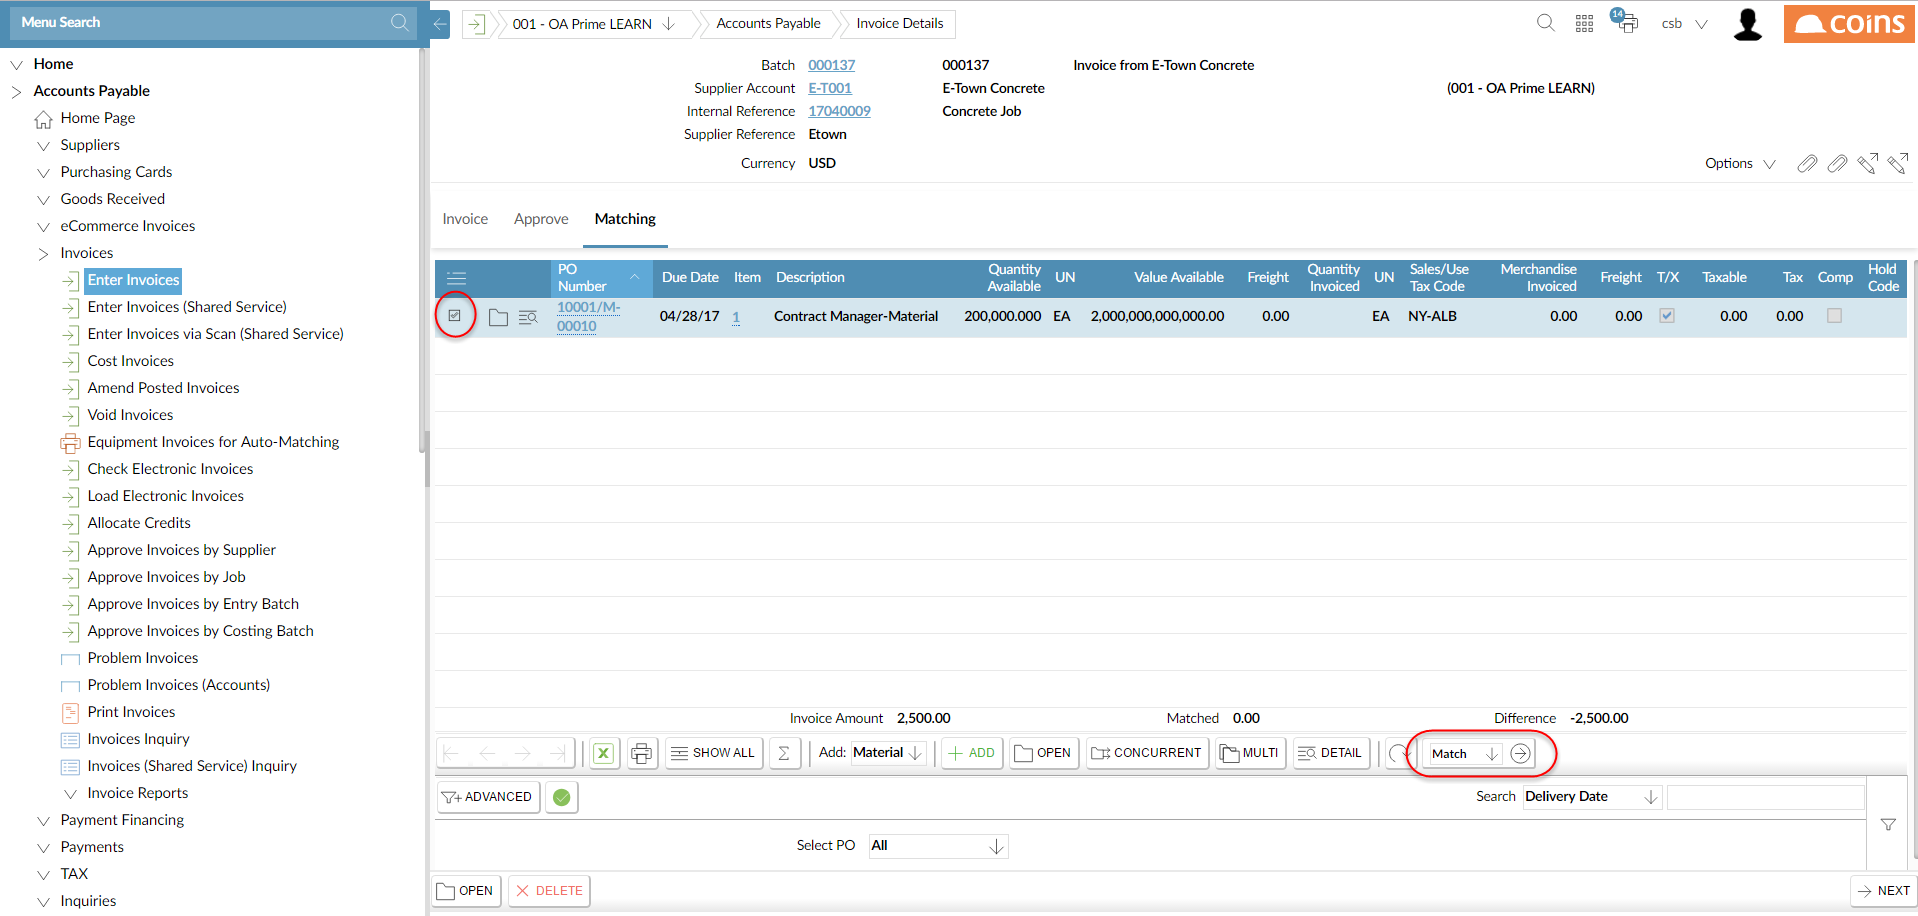 Menu Search
001 - OA Prime LEARN
Accounts Payable
Invoice Details
14
csb
coins
Home
Accounts Payable
Home Page
Suppliers
Purchasing Cards
Goods Received
eCommerce Invoices
Invoices
Enter Invoices
Enter Invoices (Shared Service)
Enter Invoices via Scan (Shared Service)
Cost Invoices
Amend Posted Invoices
Void Invoices
Equipment Invoices for Auto-Matching
Check Electronic Invoices
Load Electronic Invoices
Allocate Credits
Approve Invoices by Supplier
Approve Invoices by Job
Approve Invoices by Entry Batch
Approve Invoices by Costing Batch
Problem Invoices
Problem Invoices (Accounts)
Print Invoices
Invoices Inquiry
Invoices (Shared Service) Inquiry
Invoice Reports
Payment Financing
Payments
TAX
Inquiries
Batch 000137 000137 Invoice from E-Town Concrete
Supplier Account E-T001 E-Town Concrete (001 - OA Prime LEARN)
Internal Reference 17040009 Concrete Job
Supplier Reference Etown
Currency USD
Options
Invoice Approve Matching
PO Number Due Date Item Description Quantity Available UN Value Available Freight Quantity Invoiced UN Sales/Use Tax Code Merchandise Invoiced Freight T/X Taxable Tax Comp Hold Code
10001/M-00010 04/28/17 1 Contract Manager-Material 200,000.000 EA 2,000,000,000,000.00 0.00 EA NY-ALB 0.00 0.00 0.00 0.00
Invoice Amount 2,500.00 Matched 0.00 Difference -2,500.00
SHOW ALL Σ Add: Material ADD OPEN CONCURRENT MULTI DETAIL Match
ADVANCED Search Delivery Date
Select PO All
OPEN DELETE NEXT